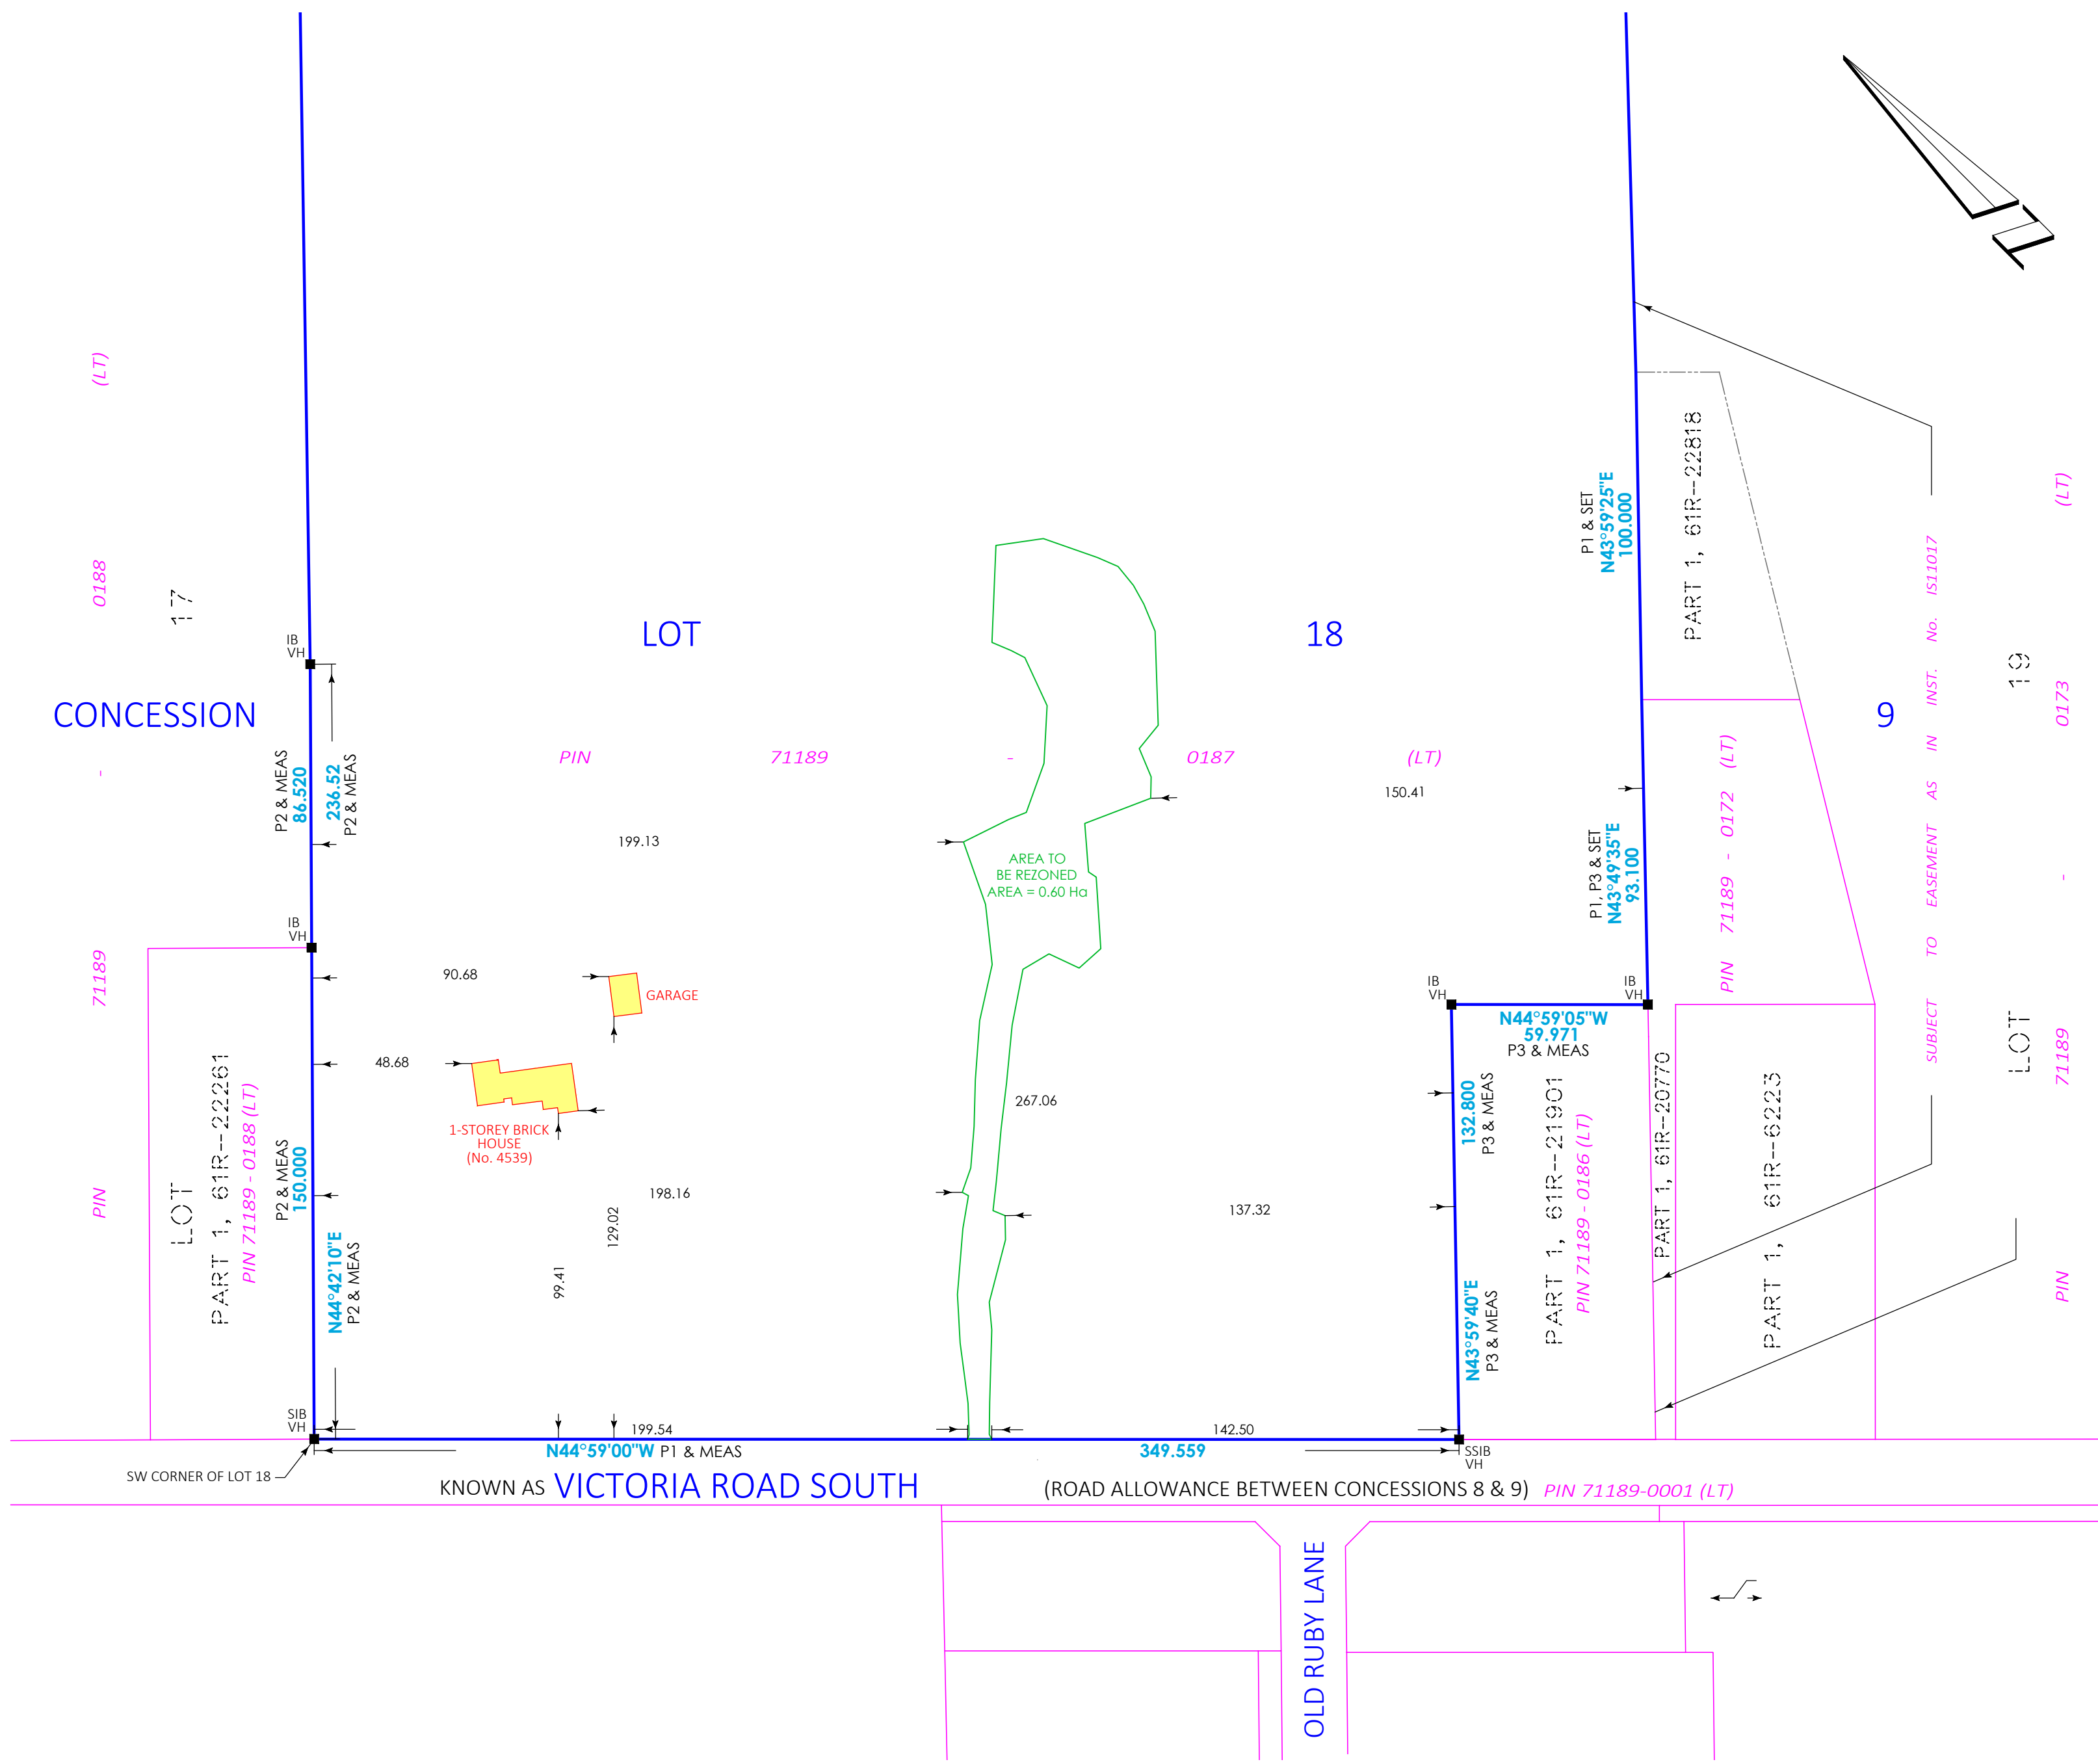 (LT)
0188
-
71189
PIN
17
LOT
CONCESSION
IB
VH
P2 & MEAS
86.520
236.52
P2 & MEAS
IB
VH
PART 1, 61R-22261
PIN 71189 - 0188 (LT)
P2 & MEAS
150.000
N44°42'10"E
P2 & MEAS
SIB
VH
SW CORNER OF LOT 18
LOT 18
PIN 71189 - 0187 (LT)
199.13
150.41
AREA TO
BE REZONED
AREA = 0.60 Ha
90.68
GARAGE
48.68
1-STOREY BRICK
HOUSE
(No. 4539)
267.06
198.16
137.32
129.02
99.41
199.54
142.50
N44°59'00"W P1 & MEAS
349.559
SSIB
VH
KNOWN AS VICTORIA ROAD SOUTH
(ROAD ALLOWANCE BETWEEN CONCESSIONS 8 & 9) PIN 71189-0001 (LT)
OLD RUBY LANE
P1 & SET
N43°59'25"E
100.000
P1, P3 & SET
N43°49'35"E
93.100
IB
VH
IB
VH
N44°59'05"W
59.971
P3 & MEAS
132.800
P3 & MEAS
N43°59'40"E
P3 & MEAS
PART 1, 61R-21901
PIN 71189 - 0186 (LT)
PART 1, 61R-20770
PART 1, 61R-6223
PART 1, 61R-22818
PIN 71189 - 0172 (LT)
9
SUBJECT TO EASEMENT AS IN INST. No. IS11017
LOT 19
PIN 71189 - 0173 (LT)